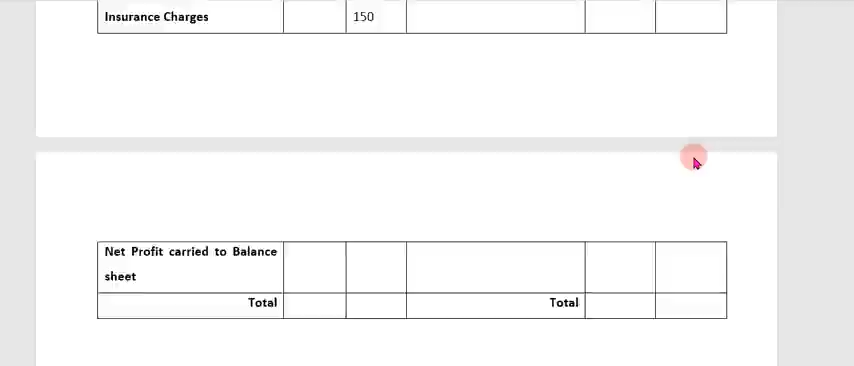 Insurance Charges 150
Net Profit carried to Balance
sheet
Total Total